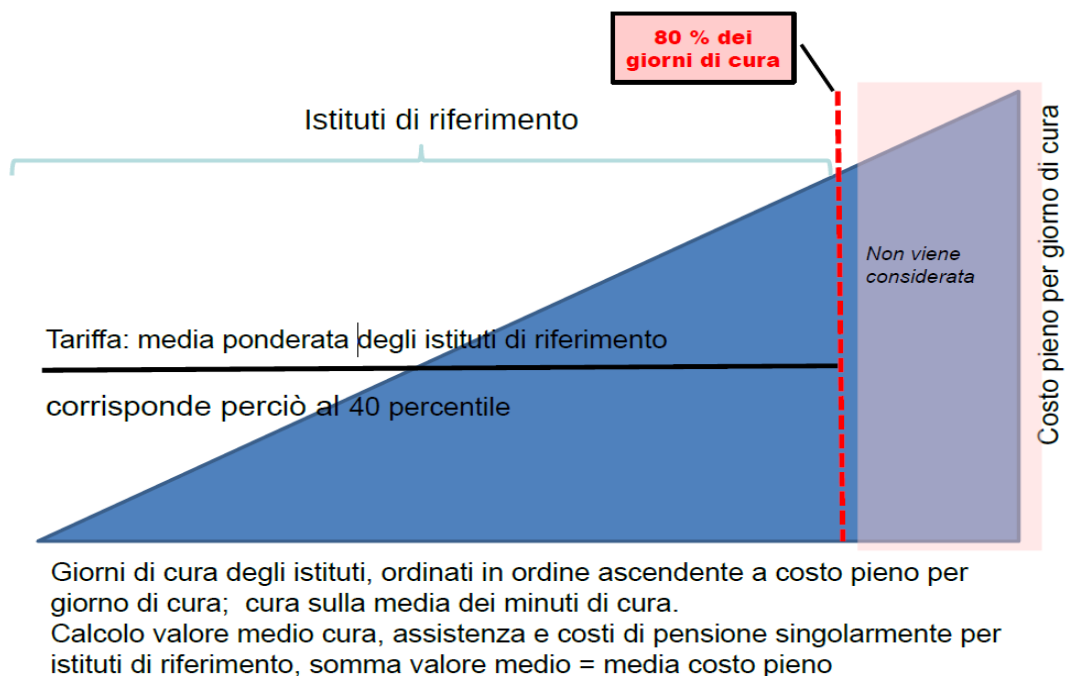 80 % dei
giorni di cura
Istituti di riferimento
Costo pieno per giorno di cura
Non viene
considerata
Tariffa: media ponderata degli istituti di riferimento
corrisponde perciò al 40 percentile
Giorni di cura degli istituti, ordinati in ordine ascendente a costo pieno per
giorno di cura; cura sulla media dei minuti di cura.
Calcolo valore medio cura, assistenza e costi di pensione singolarmente per
istituti di riferimento, somma valore medio = media costo pieno